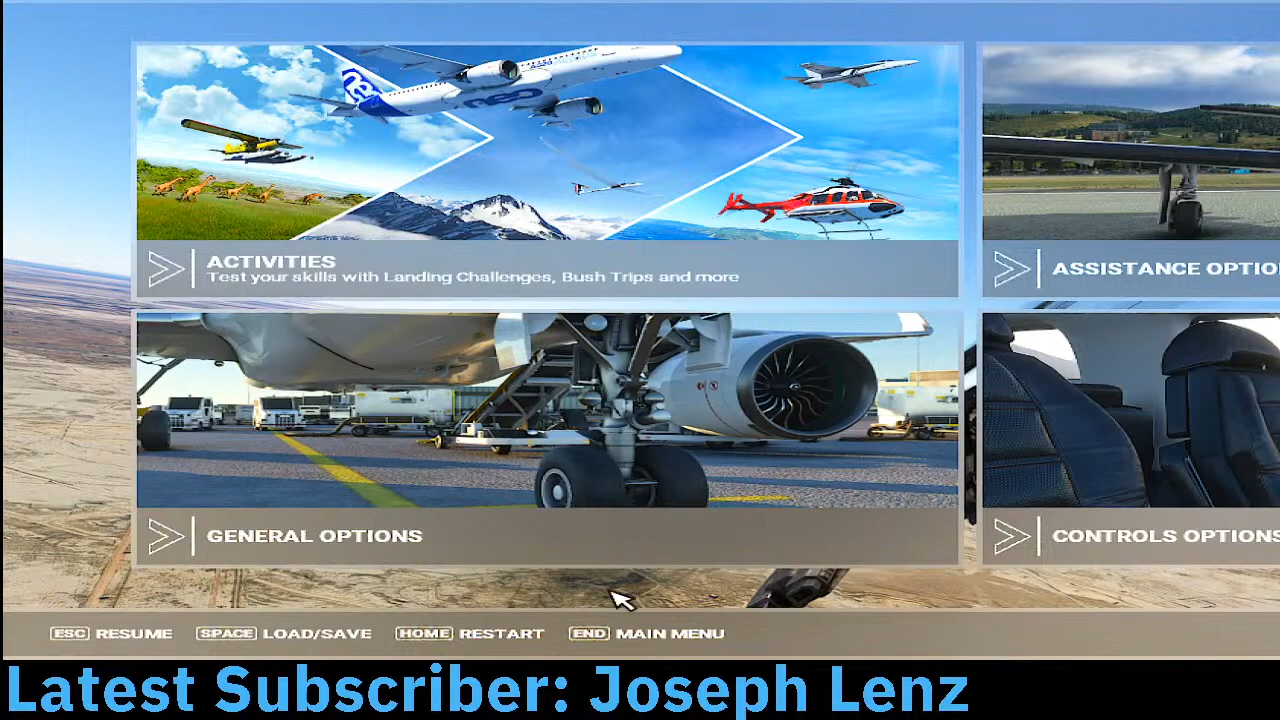 neo
ACTIVITIES
Test your skills with Landing Challenges, Bush Trips and more
ASSISTANCE OPTIO
GENERAL OPTIONS
CONTROLS OPTIONS
ESC RESUME SPACE LOAD/SAVE HOME RESTART END MAIN MENU
Latest Subscriber: Joseph Lenz